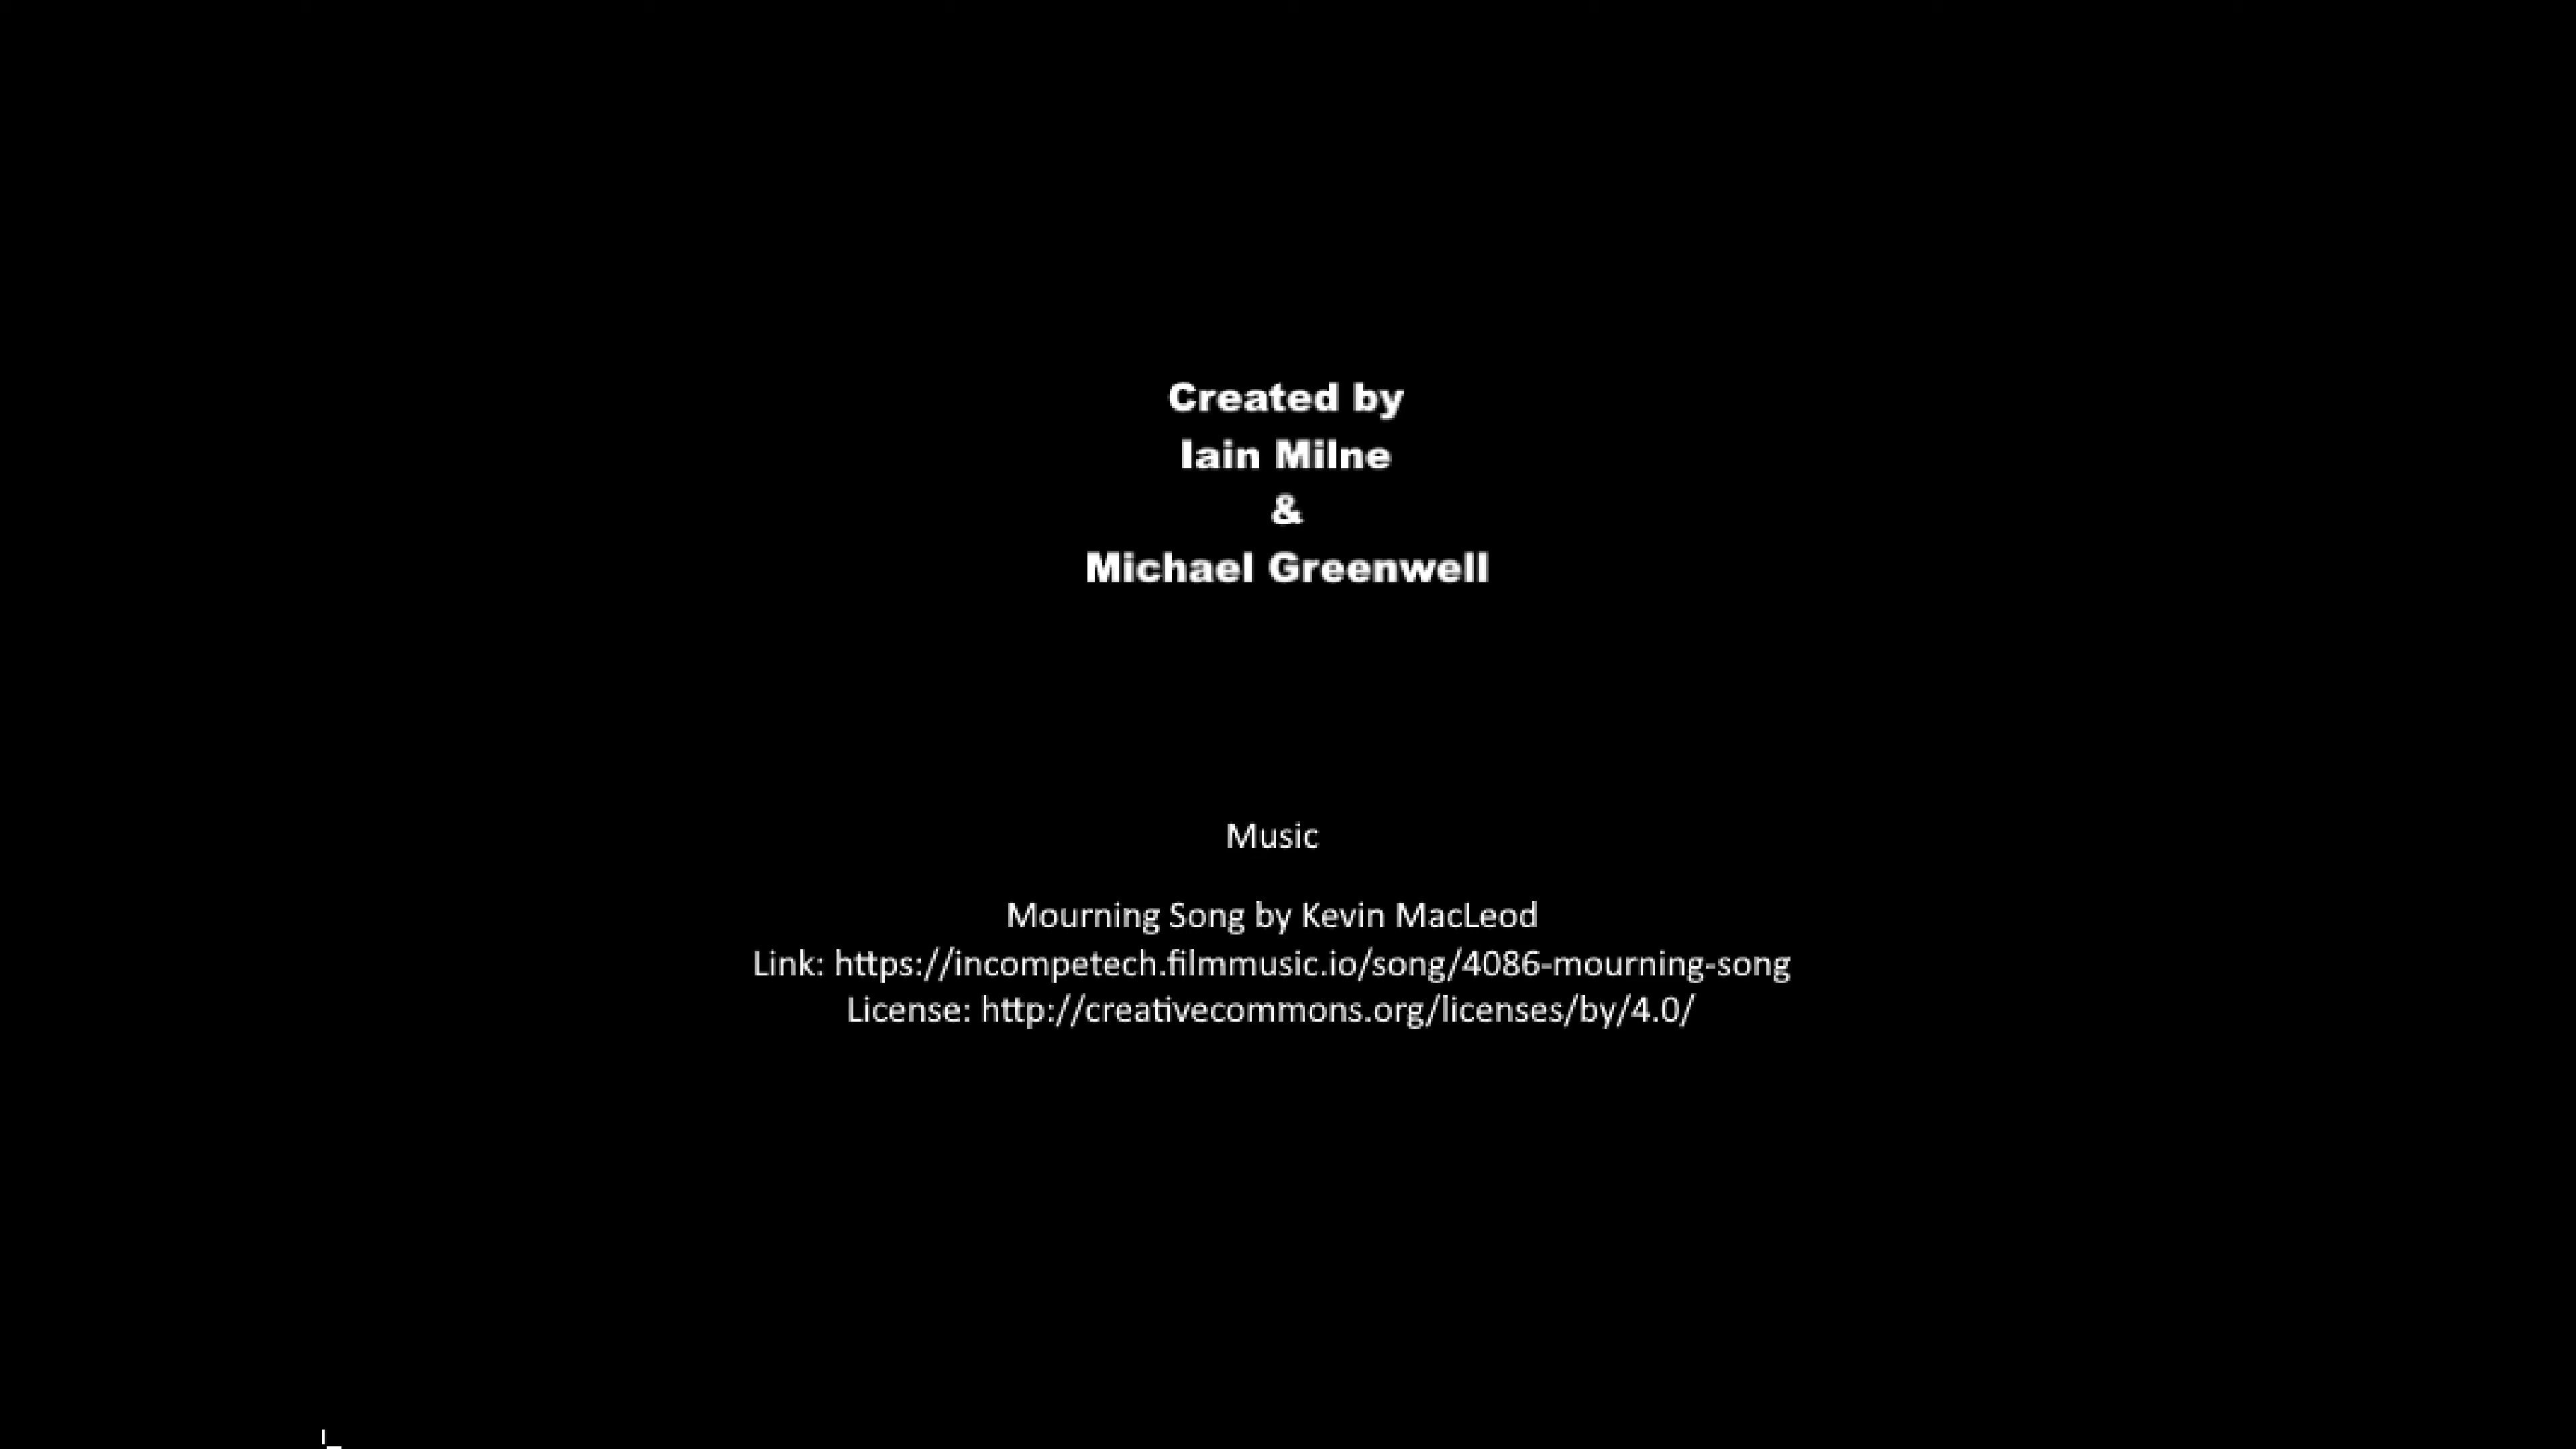 Created by
Iain Milne
&
Michael Greenwell
Music
Mourning Song by Kevin MacLeod
Link: https://incompetech.filmmusic.io/song/4086-mourning-song
License: http://creativecommons.org/licenses/by/4.0/